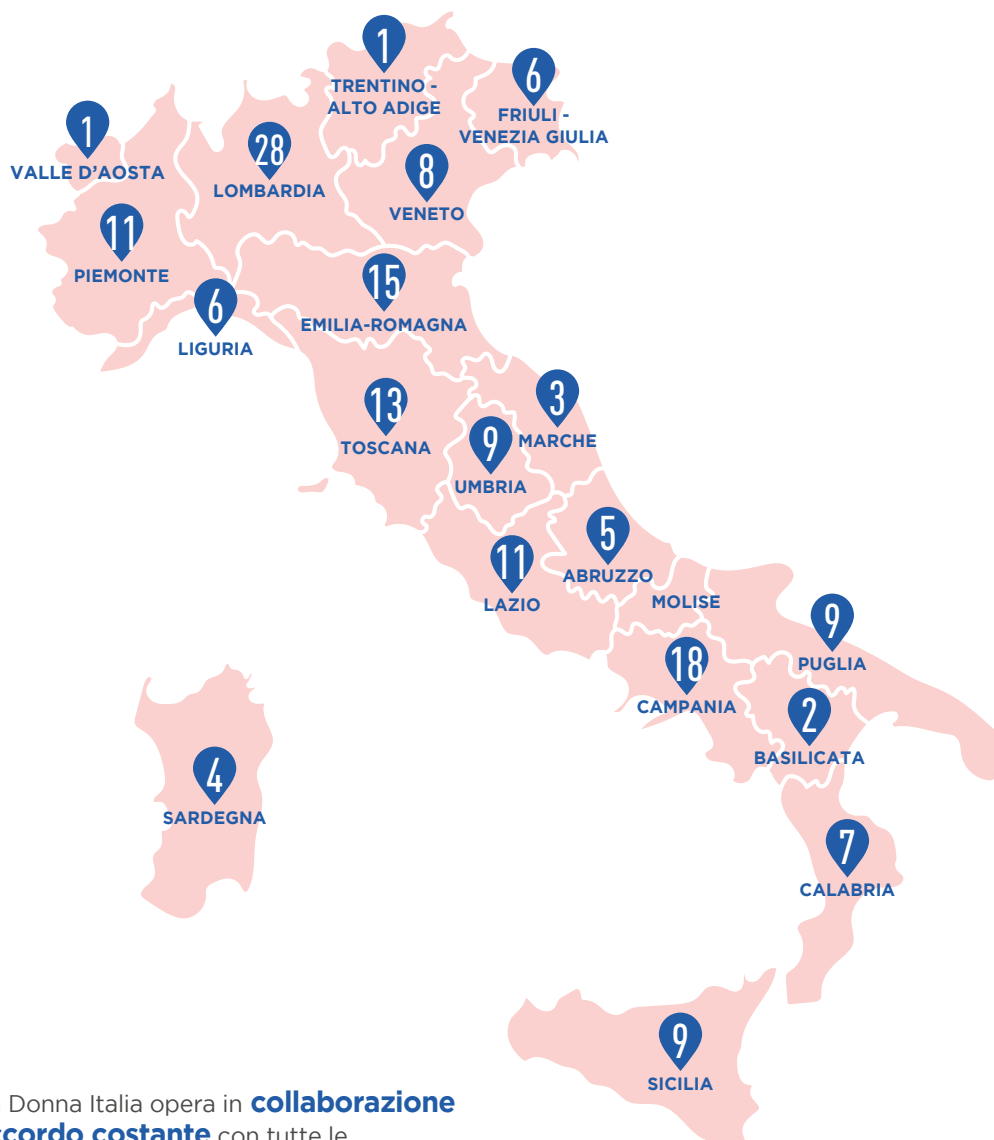 1
TRENTINO -
ALTO ADIGE
6
FRIULI -
VENEZIA GIULIA
1
VALLE D'AOSTA
28
LOMBARDIA
8
VENETO
11
PIEMONTE
15
EMILIA-ROMAGNA
6
LIGURIA
13
TOSCANA
3
MARCHE
9
UMBRIA
5
ABRUZZO
11
LAZIO
MOLISE
9
PUGLIA
18
CAMPANIA
2
BASILICATA
4
SARDEGNA
7
CALABRIA
9
SICILIA
Donna Italia opera in collaborazione
costante con tutte le